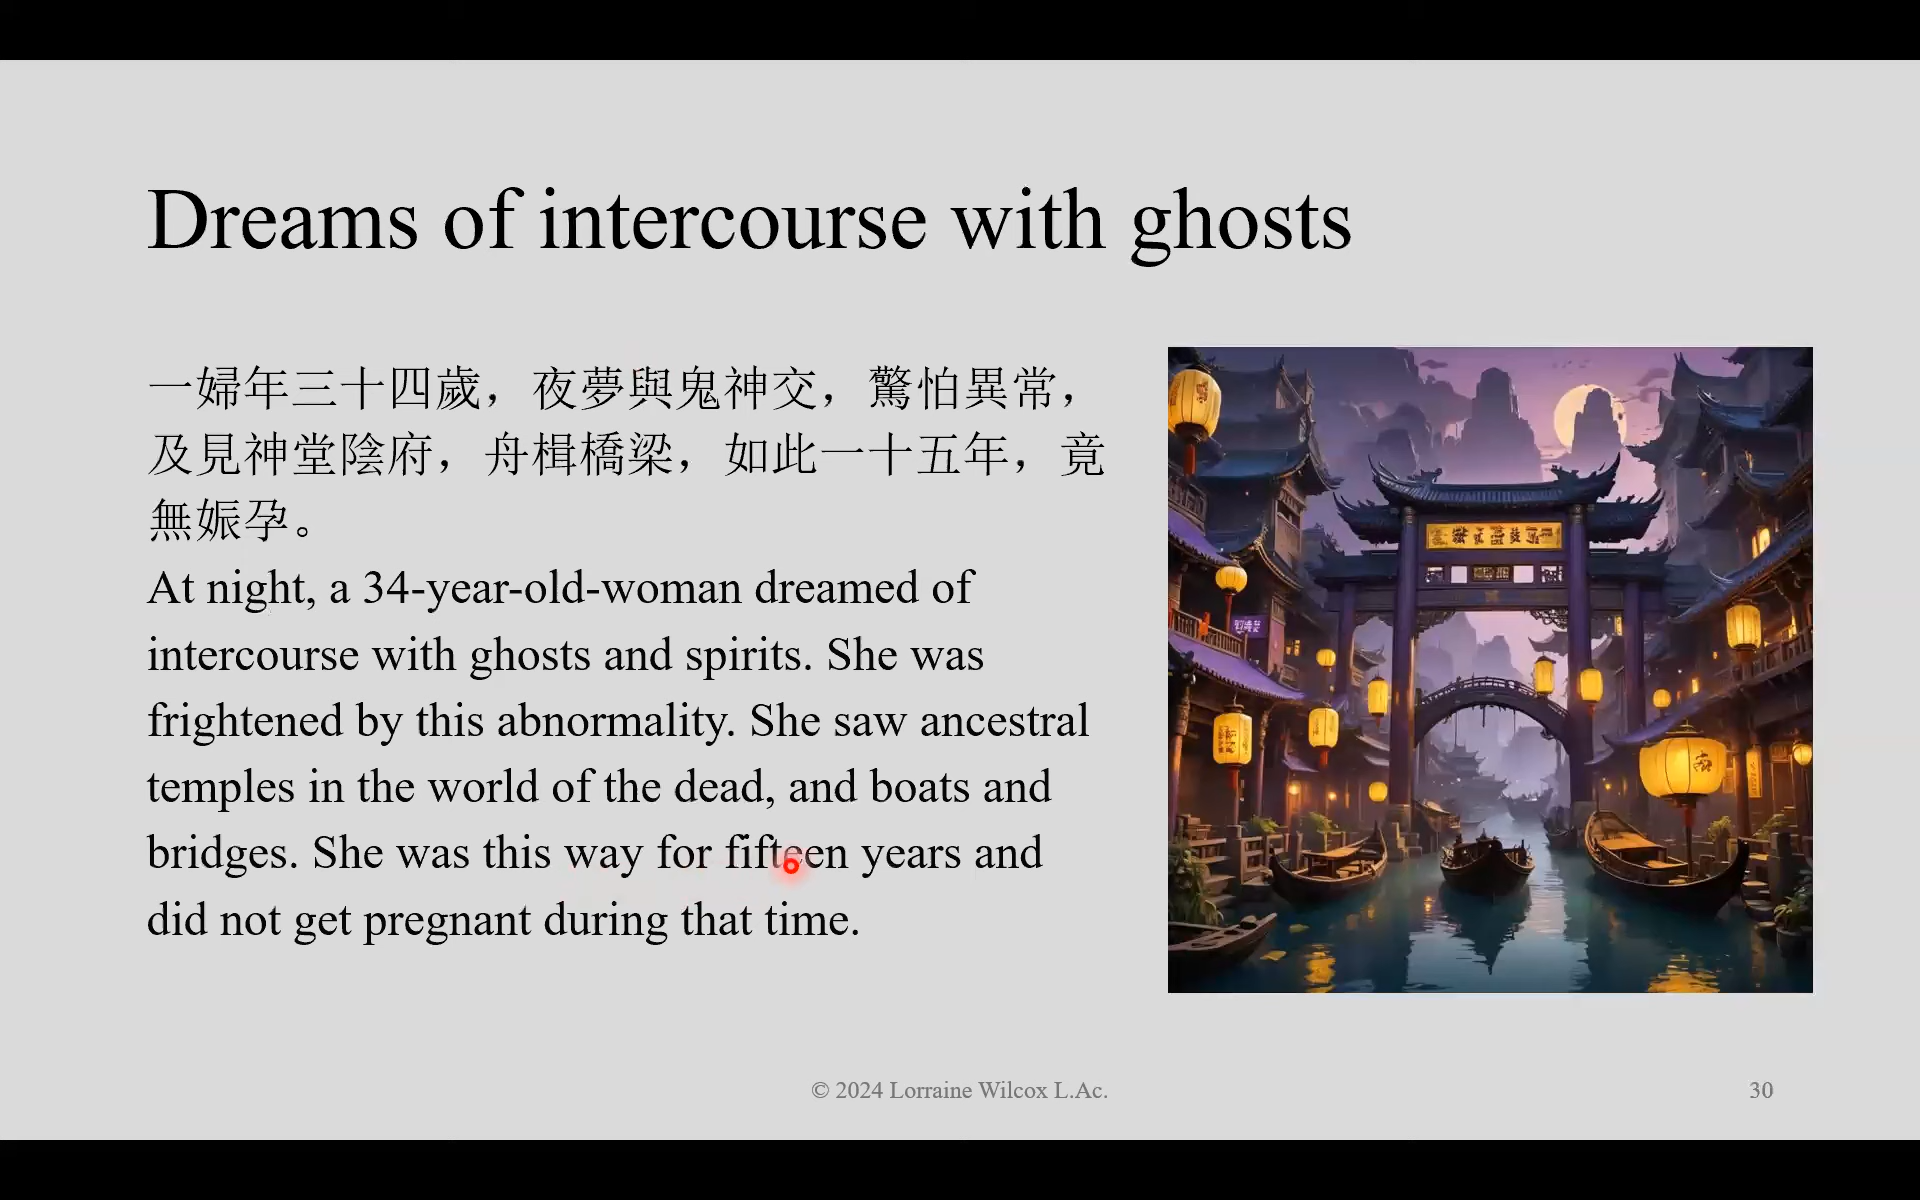 Dreams of intercourse with ghosts
一婦年三十四歲，夜夢與鬼神交，驚怕異常，
及見神堂陰府，舟楫橋梁，如此一十五年，竟
無娠孕。
At night, a 34-year-old-woman dreamed of
intercourse with ghosts and spirits. She was
frightened by this abnormality. She saw ancestral
temples in the world of the dead, and boats and
bridges. She was this way for fifteen years and
did not get pregnant during that time.
© 2024 Lorraine Wilcox L.Ac.
30